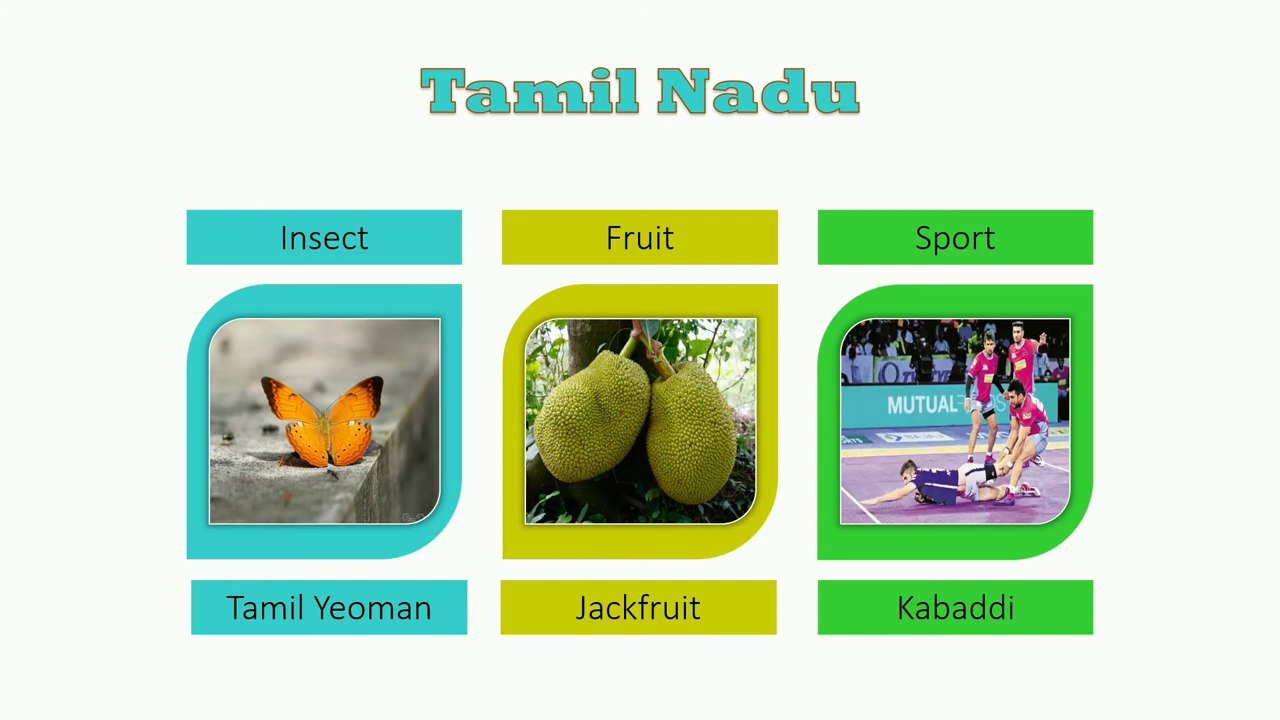 Tamil Nadu
Insect
Fruit
Sport
MUTUAL
Tamil Yeoman
Jackfruit
Kabaddi